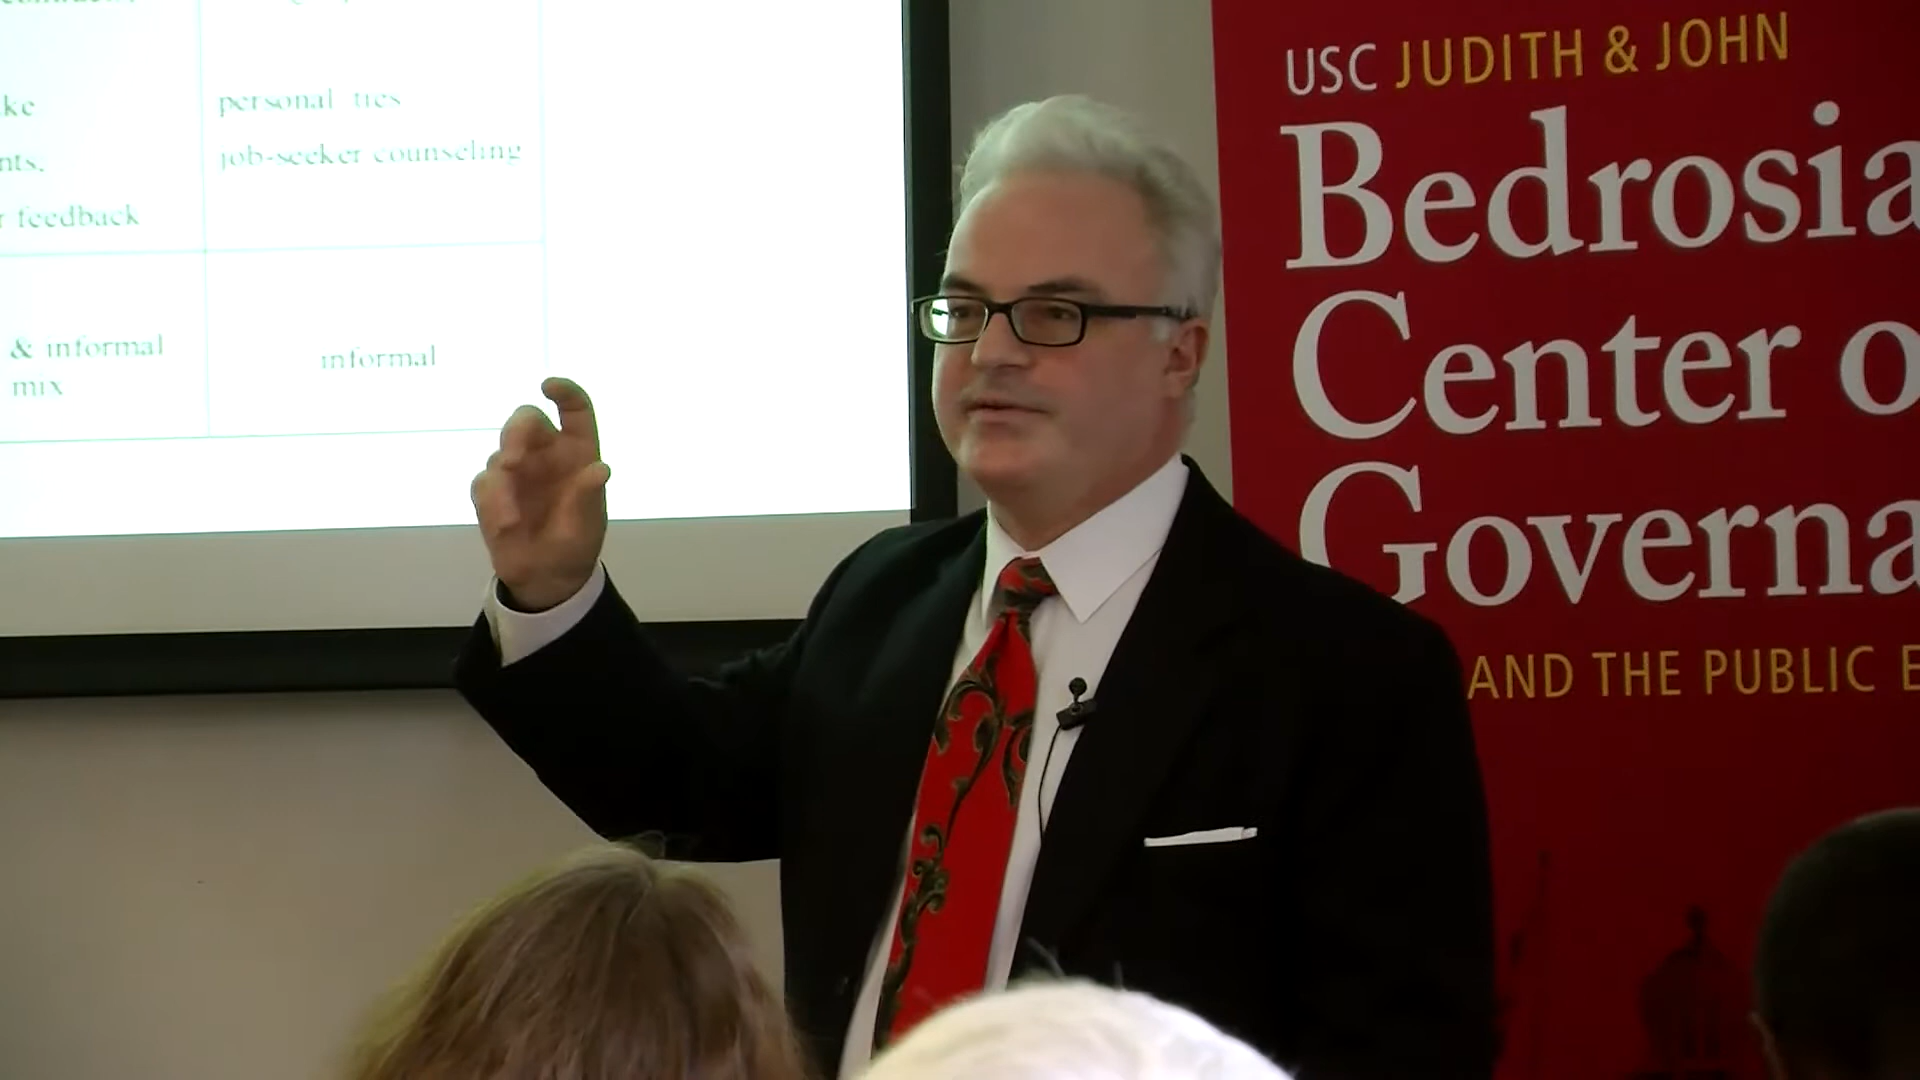 ke
nts,
r feedback
personal ties
job-seeker counseling
& informal
mix
informal
USC JUDITH & JOHN
Bedrosia
Center o
Governa
AND THE PUBLIC E